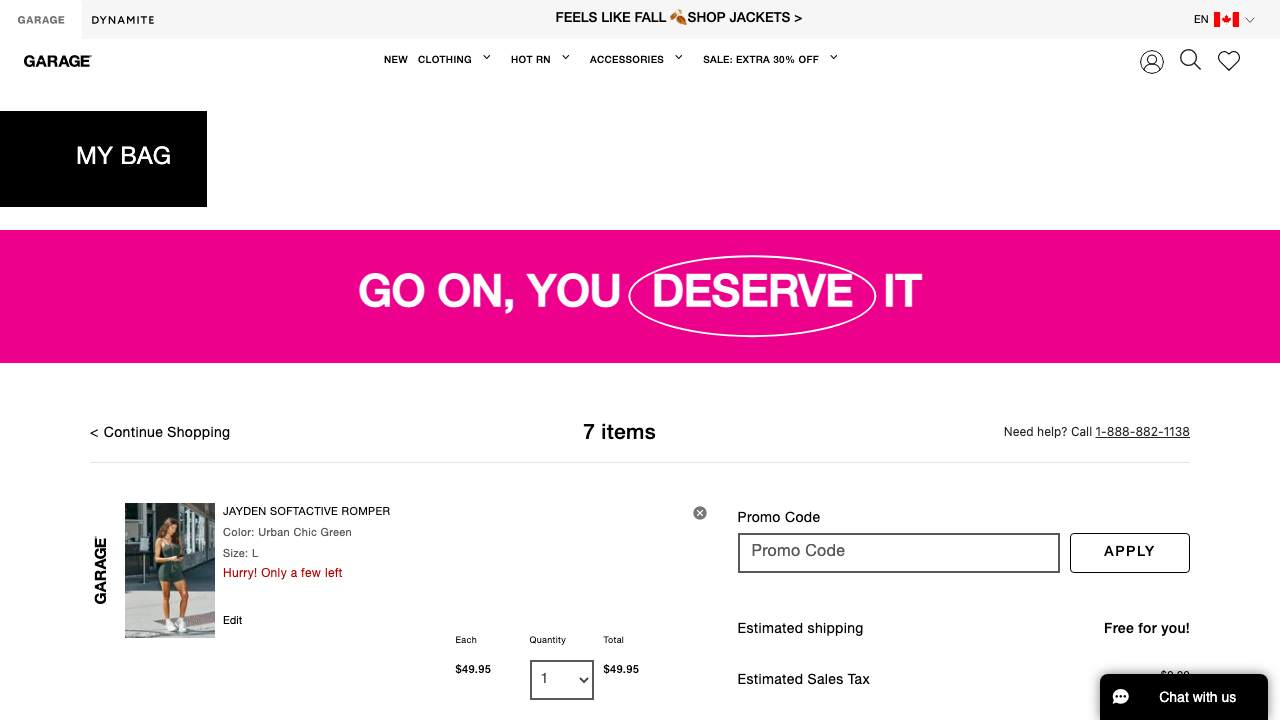 GARAGE
DYNAMITE
FEELS LIKE FALL 🍂SHOP JACKETS >
EN
GARAGE
NEW CLOTHING HOT RN ACCESSORIES SALE: EXTRA 30% OFF
MY BAG
GO ON, YOU DESERVE IT
< Continue Shopping
7 items
Need help? Call 1-888-882-1138
GARAGE
JAYDEN SOFTACTIVE ROMPER
Color: Urban Chic Green
Size: L
Hurry! Only a few left
Edit
Each Quantity Total
$49.95 1 $49.95
Promo Code
Promo Code
APPLY
Estimated shipping Free for you!
Estimated Sales Tax
Chat with us